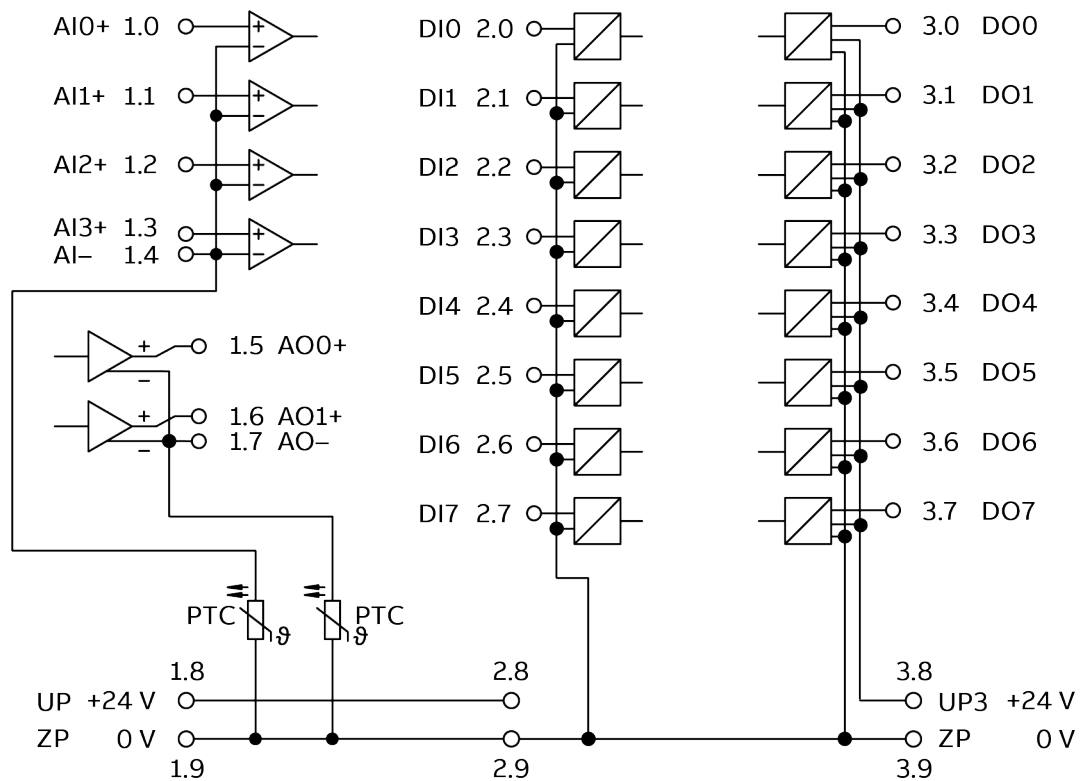 AI0+ 1.0
+
−
AI1+ 1.1
+
−
AI2+ 1.2
+
−
AI3+ 1.3
AI− 1.4
+
−
+
−
1.5 AO0+
+
−
1.6 AO1+
1.7 AO−
DI0 2.0
DI1 2.1
DI2 2.2
DI3 2.3
DI4 2.4
DI5 2.5
DI6 2.6
DI7 2.7
3.0 DO0
3.1 DO1
3.2 DO2
3.3 DO3
3.4 DO4
3.5 DO5
3.6 DO6
3.7 DO7
PTC ϑ
ϑ PTC
1.8 2.8 3.8
UP +24 V
UP3 +24 V
ZP 0 V
ZP 0 V
1.9 2.9 3.9